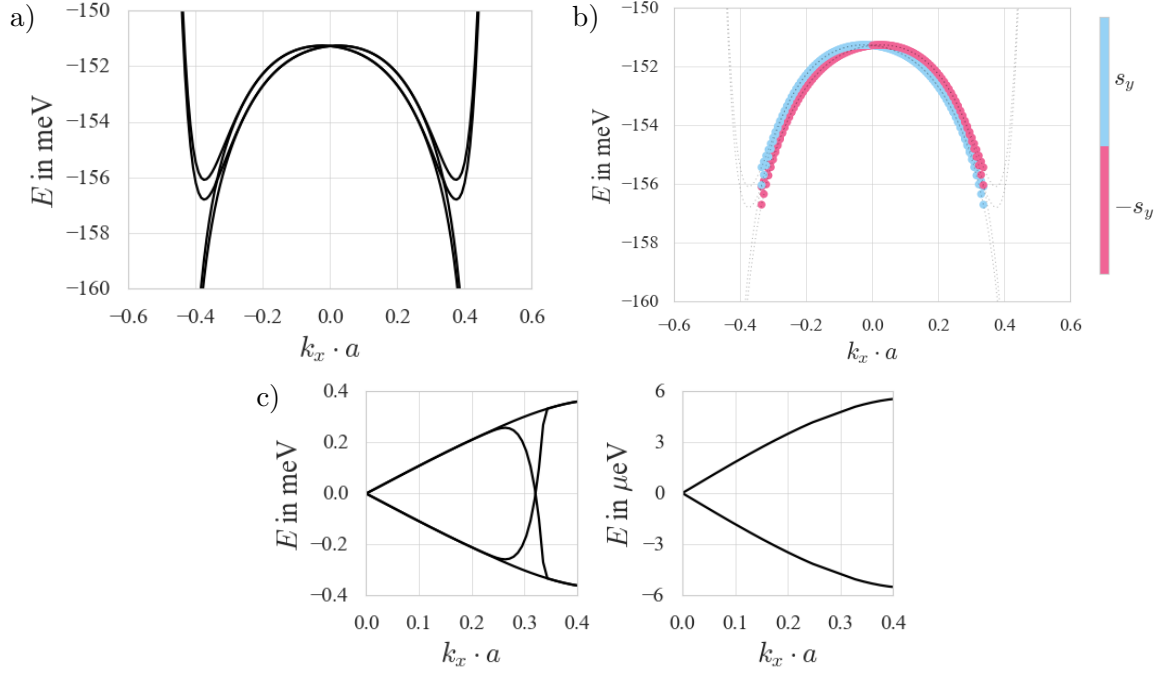 a)
−150
−152
−154
−156
−158
−160
E in meV
−0.6 −0.4 −0.2 0.0 0.2 0.4 0.6
k_x · a
b)
−150
−152
−154
−156
−158
−160
E in meV
−0.6 −0.4 −0.2 0.0 0.2 0.4 0.6
k_x · a
s_y
−s_y
c)
0.4
0.2
0.0
−0.2
−0.4
E in meV
0.0 0.1 0.2 0.3 0.4
k_x · a
6
3
0
−3
−6
E in μeV
0.0 0.1 0.2 0.3 0.4
k_x · a